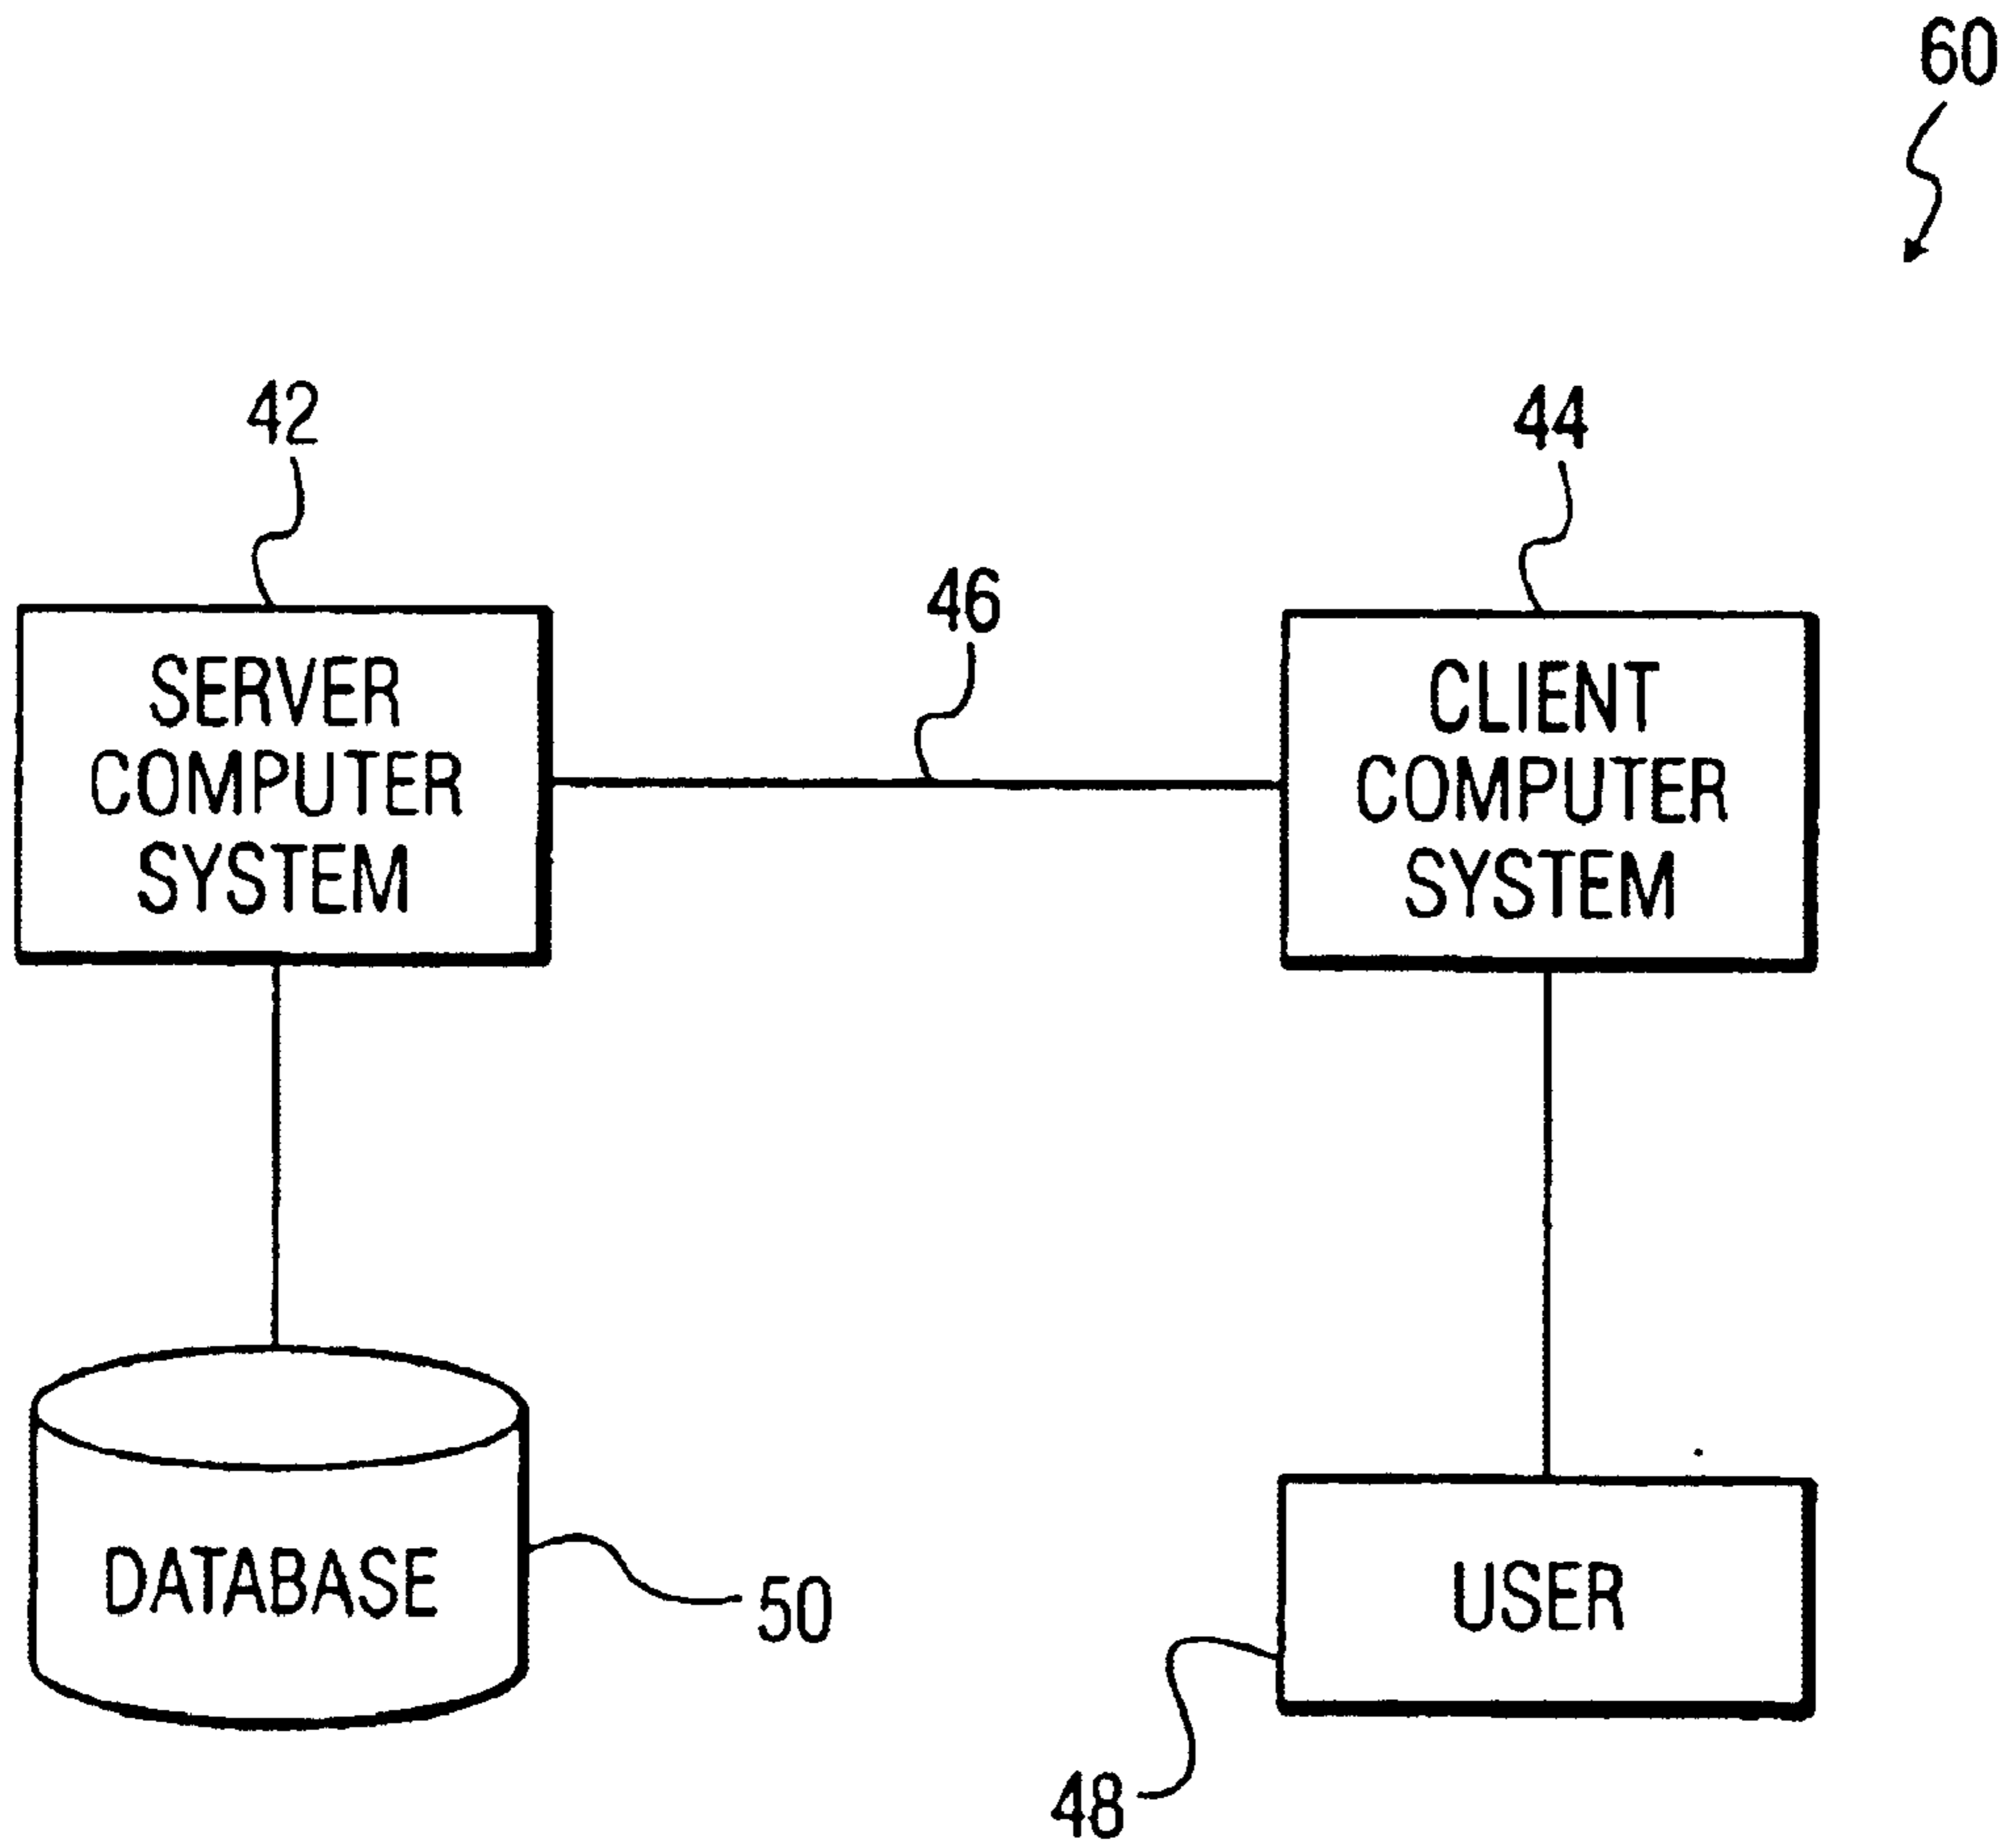 60
42
44
46
SERVER
COMPUTER
SYSTEM
CLIENT
COMPUTER
SYSTEM
DATABASE
50
USER
48